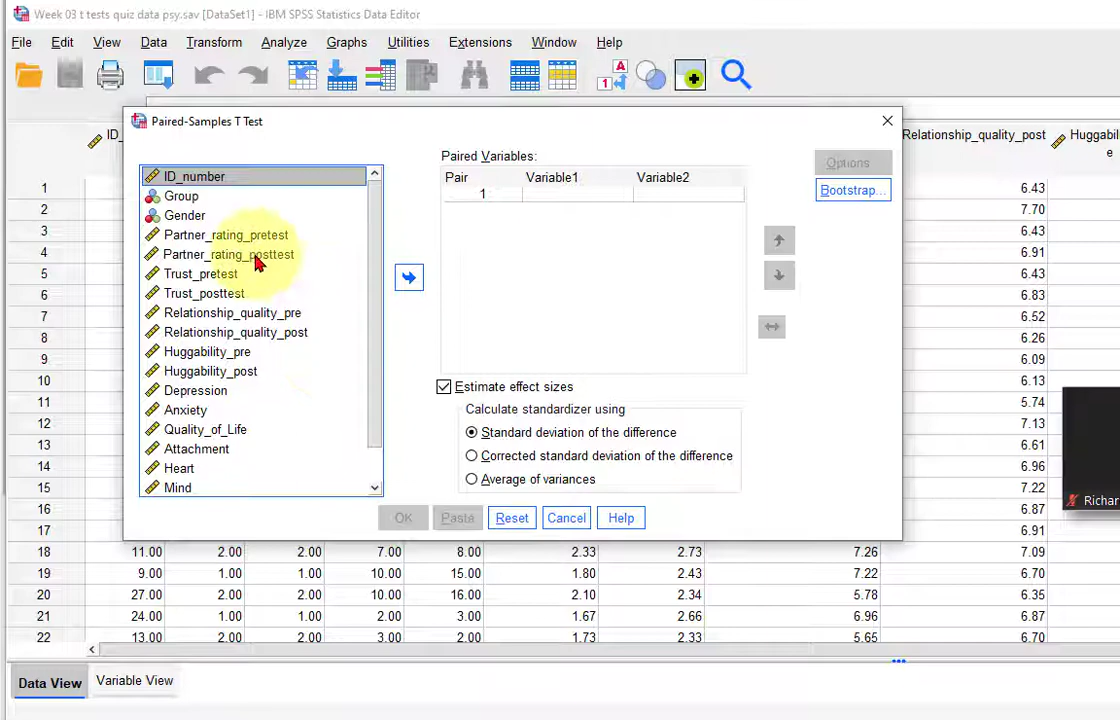 Week 03 t tests quiz data psy.sav [DataSet1] - IBM SPSS Statistics Data Editor
File Edit View Data Transform Analyze Graphs Utilities Extensions Window Help
Paired-Samples T Test
ID_number
Group
Gender
Partner_rating_pretest
Partner_rating_posttest
Trust_pretest
Trust_posttest
Relationship_quality_pre
Relationship_quality_post
Huggability_pre
Huggability_post
Depression
Anxiety
Quality_of_Life
Attachment
Heart
Mind
Paired Variables:
Pair Variable1 Variable2
1
Options
Bootstrap...
Estimate effect sizes
Calculate standardizer using
Standard deviation of the difference
Corrected standard deviation of the difference
Average of variances
OK Paste Reset Cancel Help
ID_ Relationship_quality_post Huggabi
e
1 6.43
2 7.70
3 6.43
4 6.91
5 6.43
6 6.83
7 6.52
8 6.26
9 6.09
10 6.13
11 5.74
12 7.13
13 6.61
14 6.96
15 7.22
16 6.87
17 6.91
18 11.00 2.00 2.00 7.00 8.00 2.33 2.73 7.26 7.09
19 9.00 1.00 1.00 10.00 15.00 1.80 2.43 7.22 6.70
20 27.00 2.00 2.00 10.00 16.00 2.10 2.34 5.78 6.35
21 24.00 1.00 1.00 2.00 3.00 1.67 2.66 6.96 6.87
22 13.00 2.00 2.00 3.00 2.00 1.73 2.33 5.65 6.70
Richar
Data View Variable View